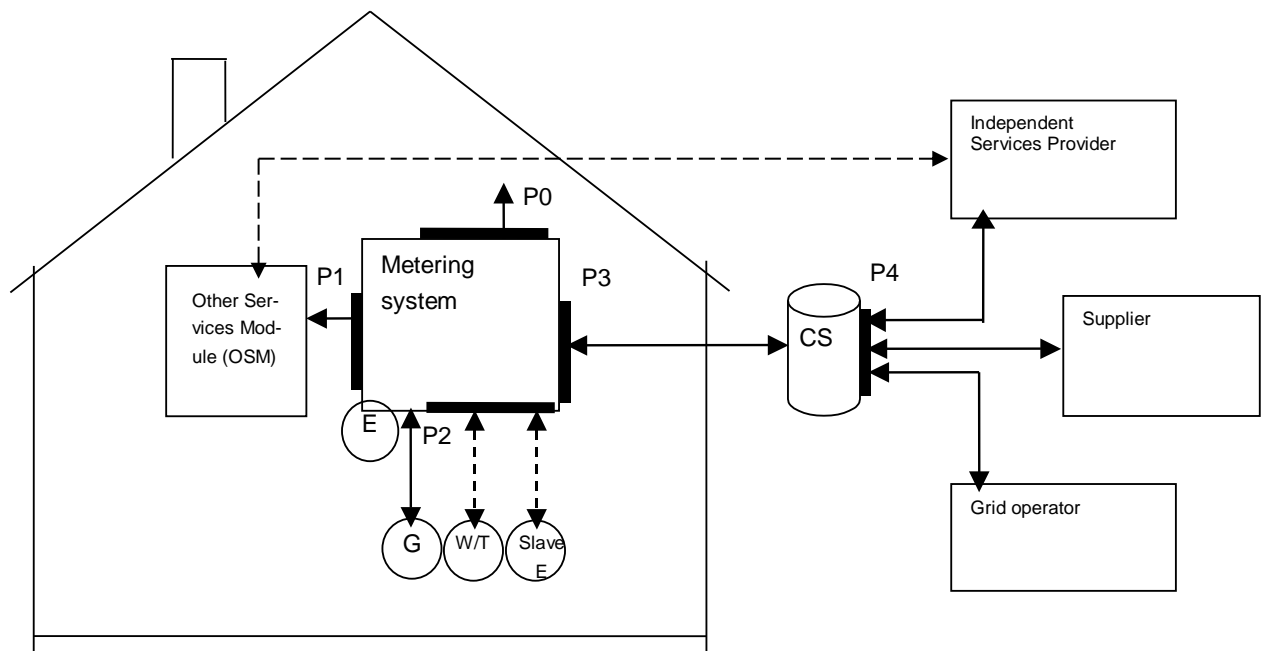 Independent
Services Provider
P0
P1
Metering
system
P3
P4
Other Ser-
vices Mod-
ule (OSM)
CS
Supplier
E
P2
G
W/T
Slave
E
Grid operator